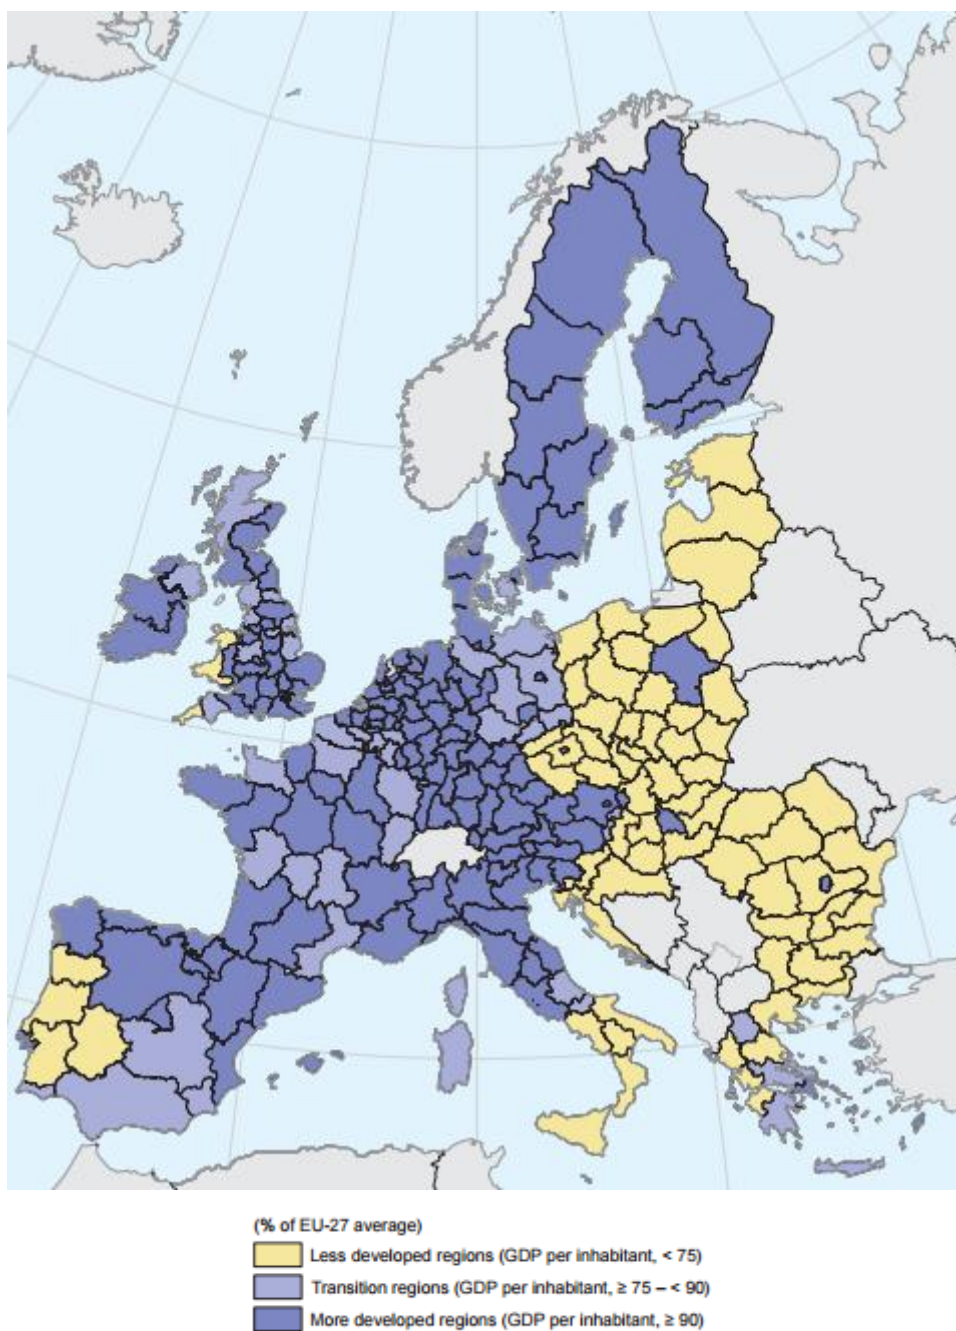 (% of EU-27 average)
Less developed regions (GDP per inhabitant, < 75)
Transition regions (GDP per inhabitant, ≥ 75 – < 90)
More developed regions (GDP per inhabitant, ≥ 90)